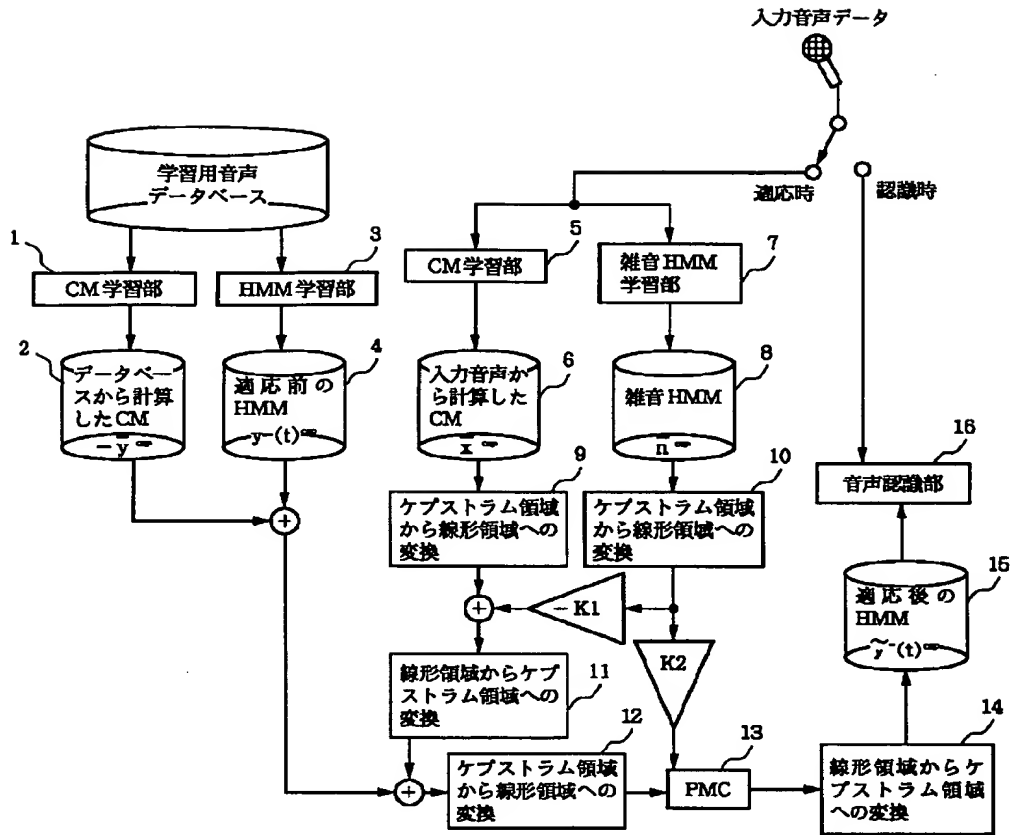 入力音声データ
学習用音声
データベース
適応時
認識時
1
3
5
7
CM学習部
HMM学習部
CM学習部
雑音HMM
学習部
2
4
6
8
データベー
スから計算
したCM
適応前の
HMM
入力音声か
ら計算した
CM
雑音HMM
9
10
16
ケプストラム領域
から線形領域への
変換
ケプストラム領域
から線形領域への
変換
音声認識部
+
+
−K1
15
適応後の
HMM
K2
11
線形領域からケプ
ストラム領域への
変換
12
13
14
+
ケプストラム領域
から線形領域への変換
PMC
線形領域からケ
プストラム領域
への変換